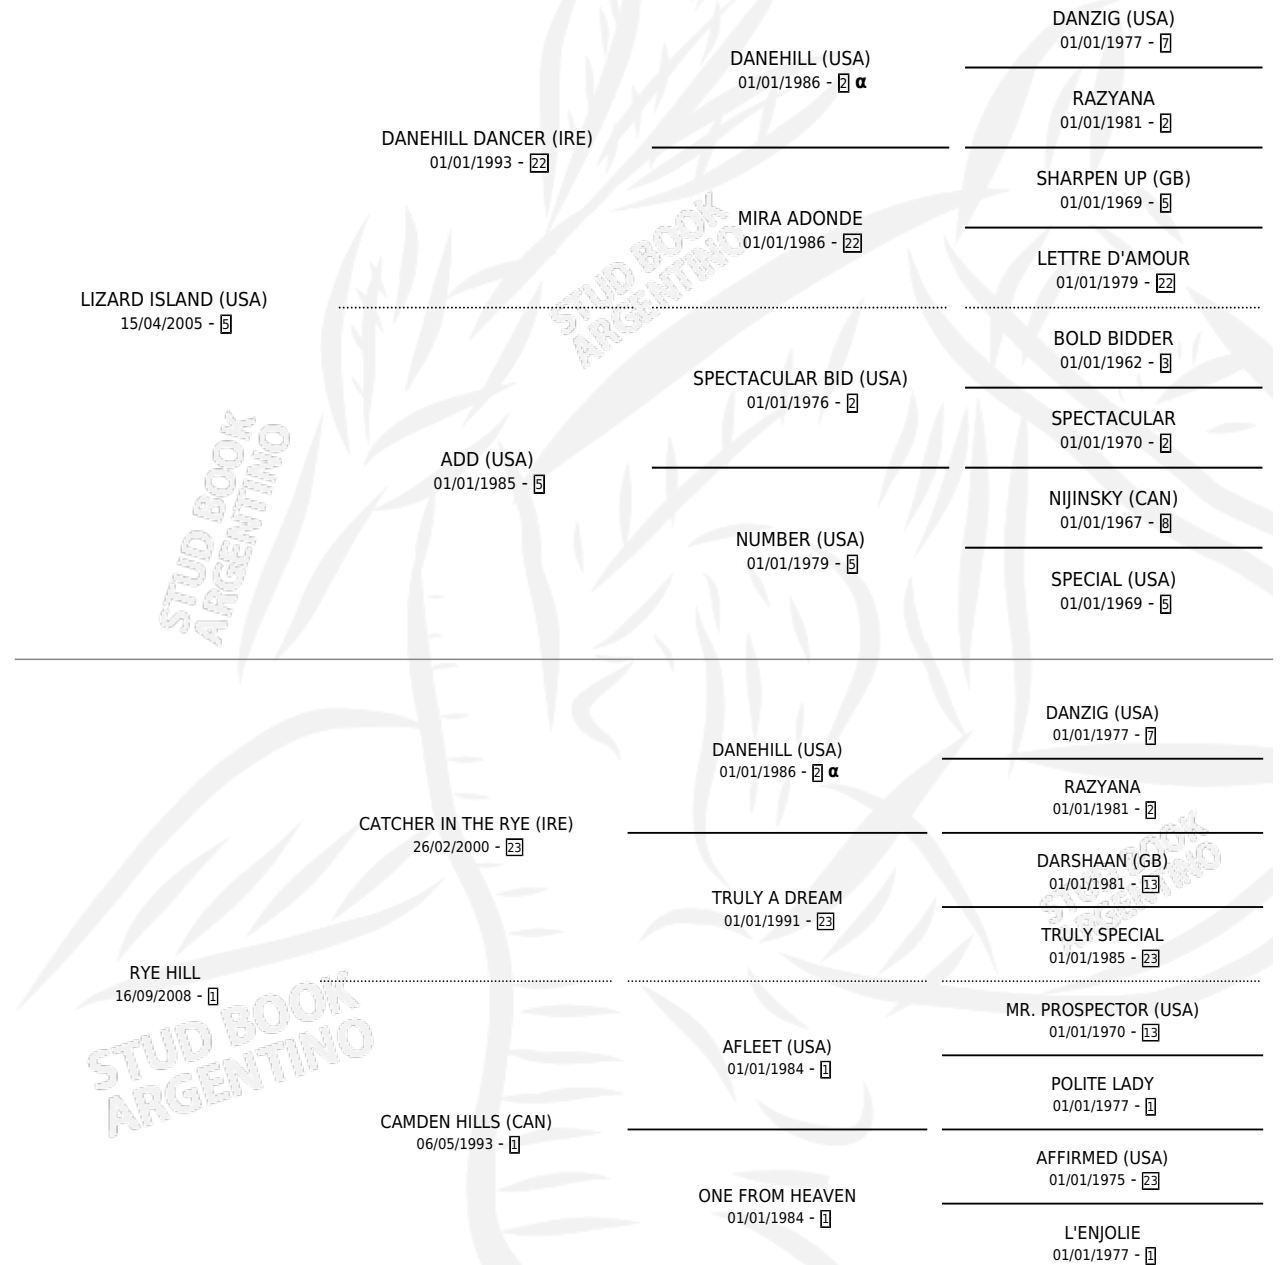 DANZIG (USA)
01/01/1977 - 7
DANEHILL (USA)
01/01/1986 - 2 α
RAZYANA
01/01/1981 - 2
DANEHILL DANCER (IRE)
01/01/1993 - 22
SHARPEN UP (GB)
01/01/1969 - 5
MIRA ADONDE
01/01/1986 - 22
LETTRE D'AMOUR
01/01/1979 - 22
LIZARD ISLAND (USA)
15/04/2005 - 5
BOLD BIDDER
01/01/1962 - 3
SPECTACULAR BID (USA)
01/01/1976 - 2
SPECTACULAR
01/01/1970 - 2
ADD (USA)
01/01/1985 - 5
NIJINSKY (CAN)
01/01/1967 - 8
NUMBER (USA)
01/01/1979 - 5
SPECIAL (USA)
01/01/1969 - 5
DANZIG (USA)
01/01/1977 - 7
DANEHILL (USA)
01/01/1986 - 2 α
RAZYANA
01/01/1981 - 2
CATCHER IN THE RYE (IRE)
26/02/2000 - 23
DARSHAAN (GB)
01/01/1981 - 13
TRULY A DREAM
01/01/1991 - 23
TRULY SPECIAL
01/01/1985 - 23
RYE HILL
16/09/2008 - 1
MR. PROSPECTOR (USA)
01/01/1970 - 13
AFLEET (USA)
01/01/1984 - 1
POLITE LADY
01/01/1977 - 1
CAMDEN HILLS (CAN)
06/05/1993 - 1
AFFIRMED (USA)
01/01/1975 - 23
ONE FROM HEAVEN
01/01/1984 - 1
L'ENJOLIE
01/01/1977 - 1
STUD BOOK
ARGENTINO
STUD BOOK
ARGENTINO
STUD BOOK
ARGENTINO
STUD BOOK
ARGENTINO